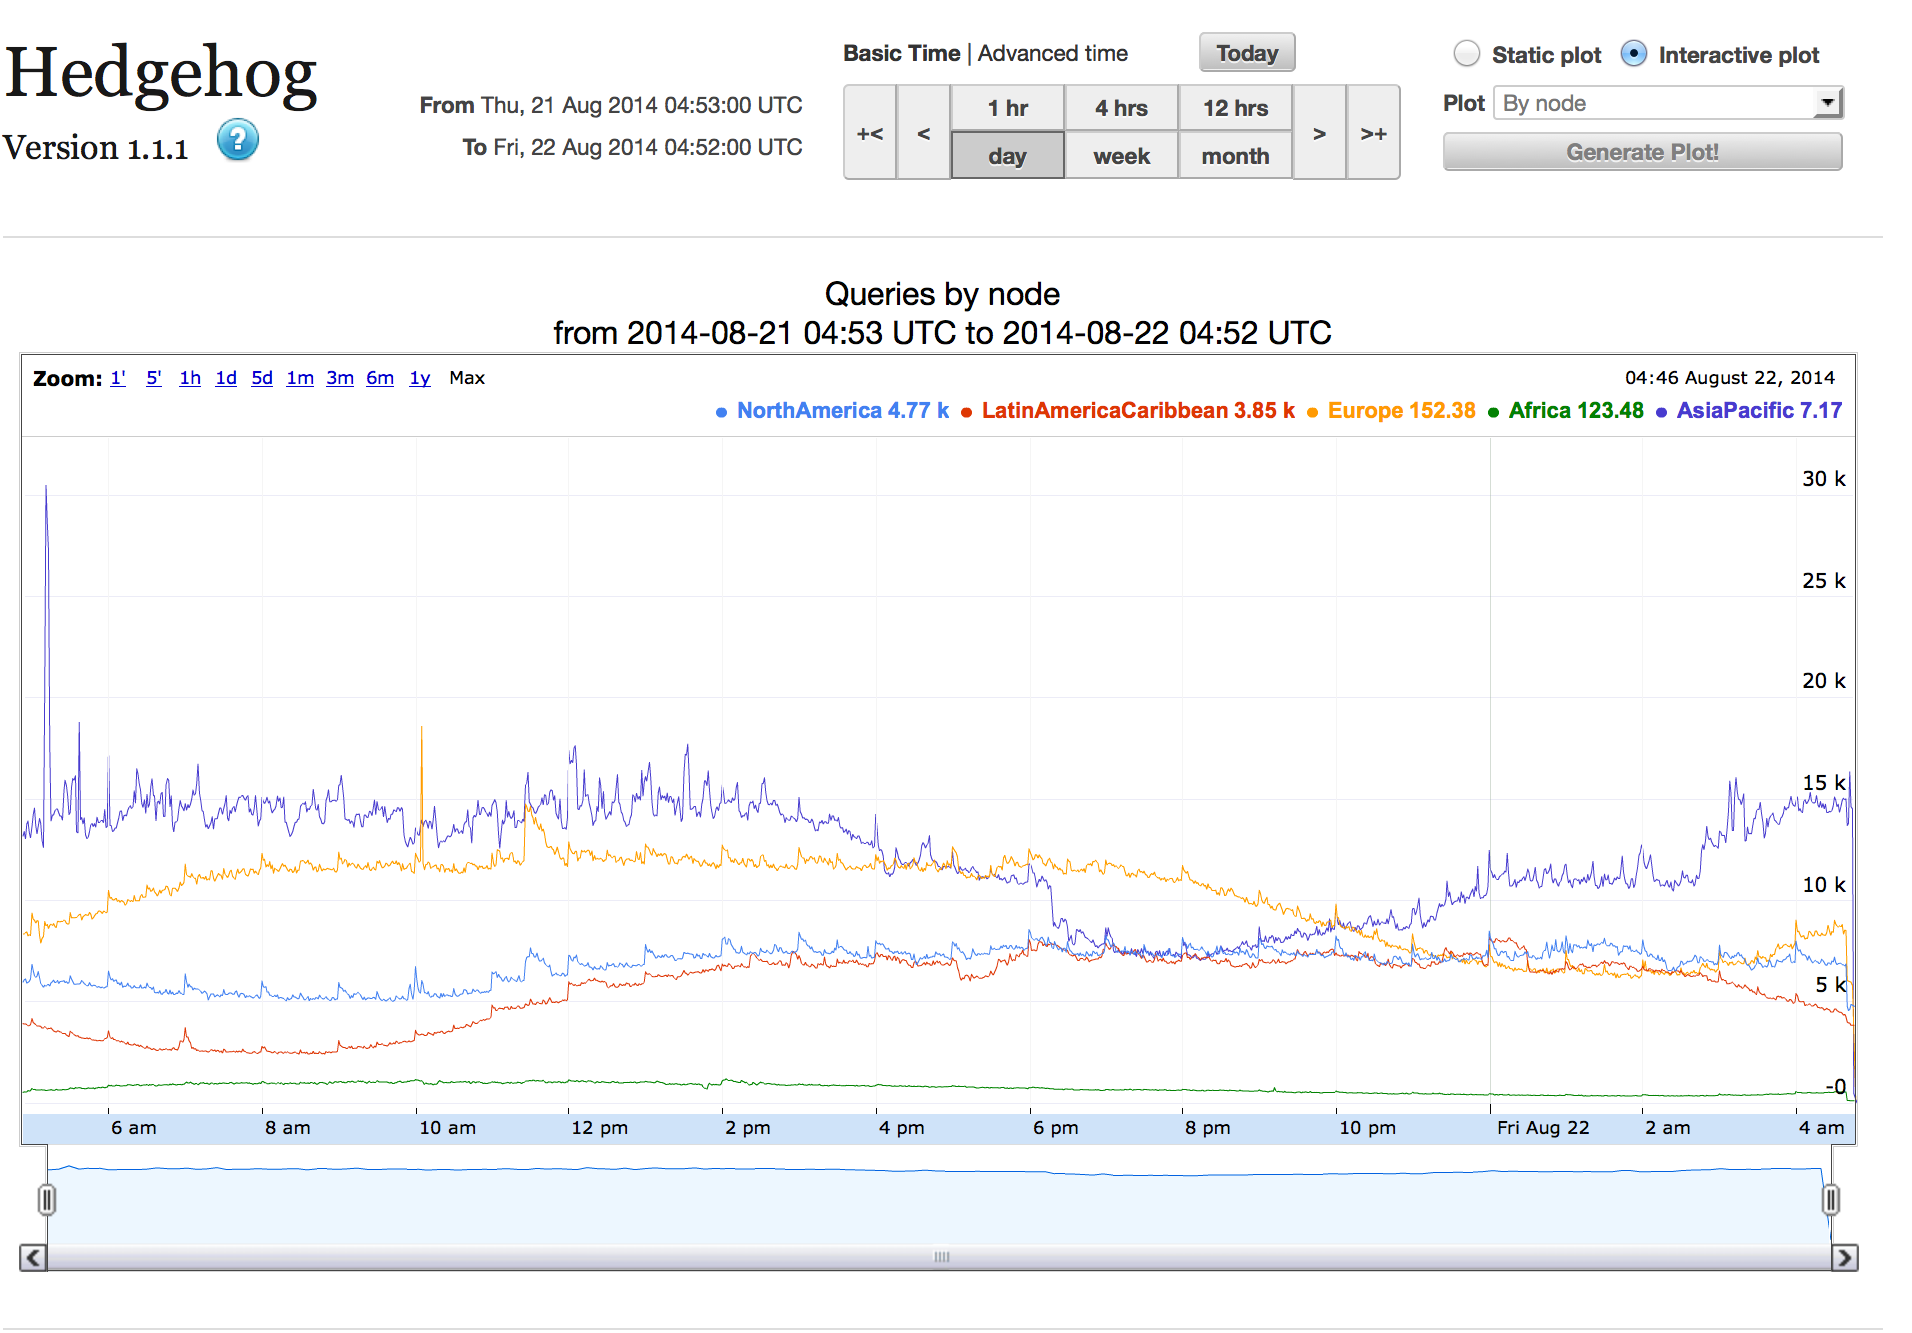 Hedgehog
Version 1.1.1
?
From Thu, 21 Aug 2014 04:53:00 UTC
To Fri, 22 Aug 2014 04:52:00 UTC
Basic Time | Advanced time
Today
+<
<
1 hr
4 hrs
12 hrs
day
week
month
>
>+
Static plot
Interactive plot
Plot By node
Generate Plot!
Queries by node
from 2014-08-21 04:53 UTC to 2014-08-22 04:52 UTC
Zoom: 1' 5' 1h 1d 5d 1m 3m 6m 1y Max
04:46 August 22, 2014
NorthAmerica 4.77 k LatinAmericaCaribbean 3.85 k Europe 152.38 Africa 123.48 AsiaPacific 7.17
30 k
25 k
20 k
15 k
10 k
5 k
-0
6 am 8 am 10 am 12 pm 2 pm 4 pm 6 pm 8 pm 10 pm Fri Aug 22 2 am 4 am